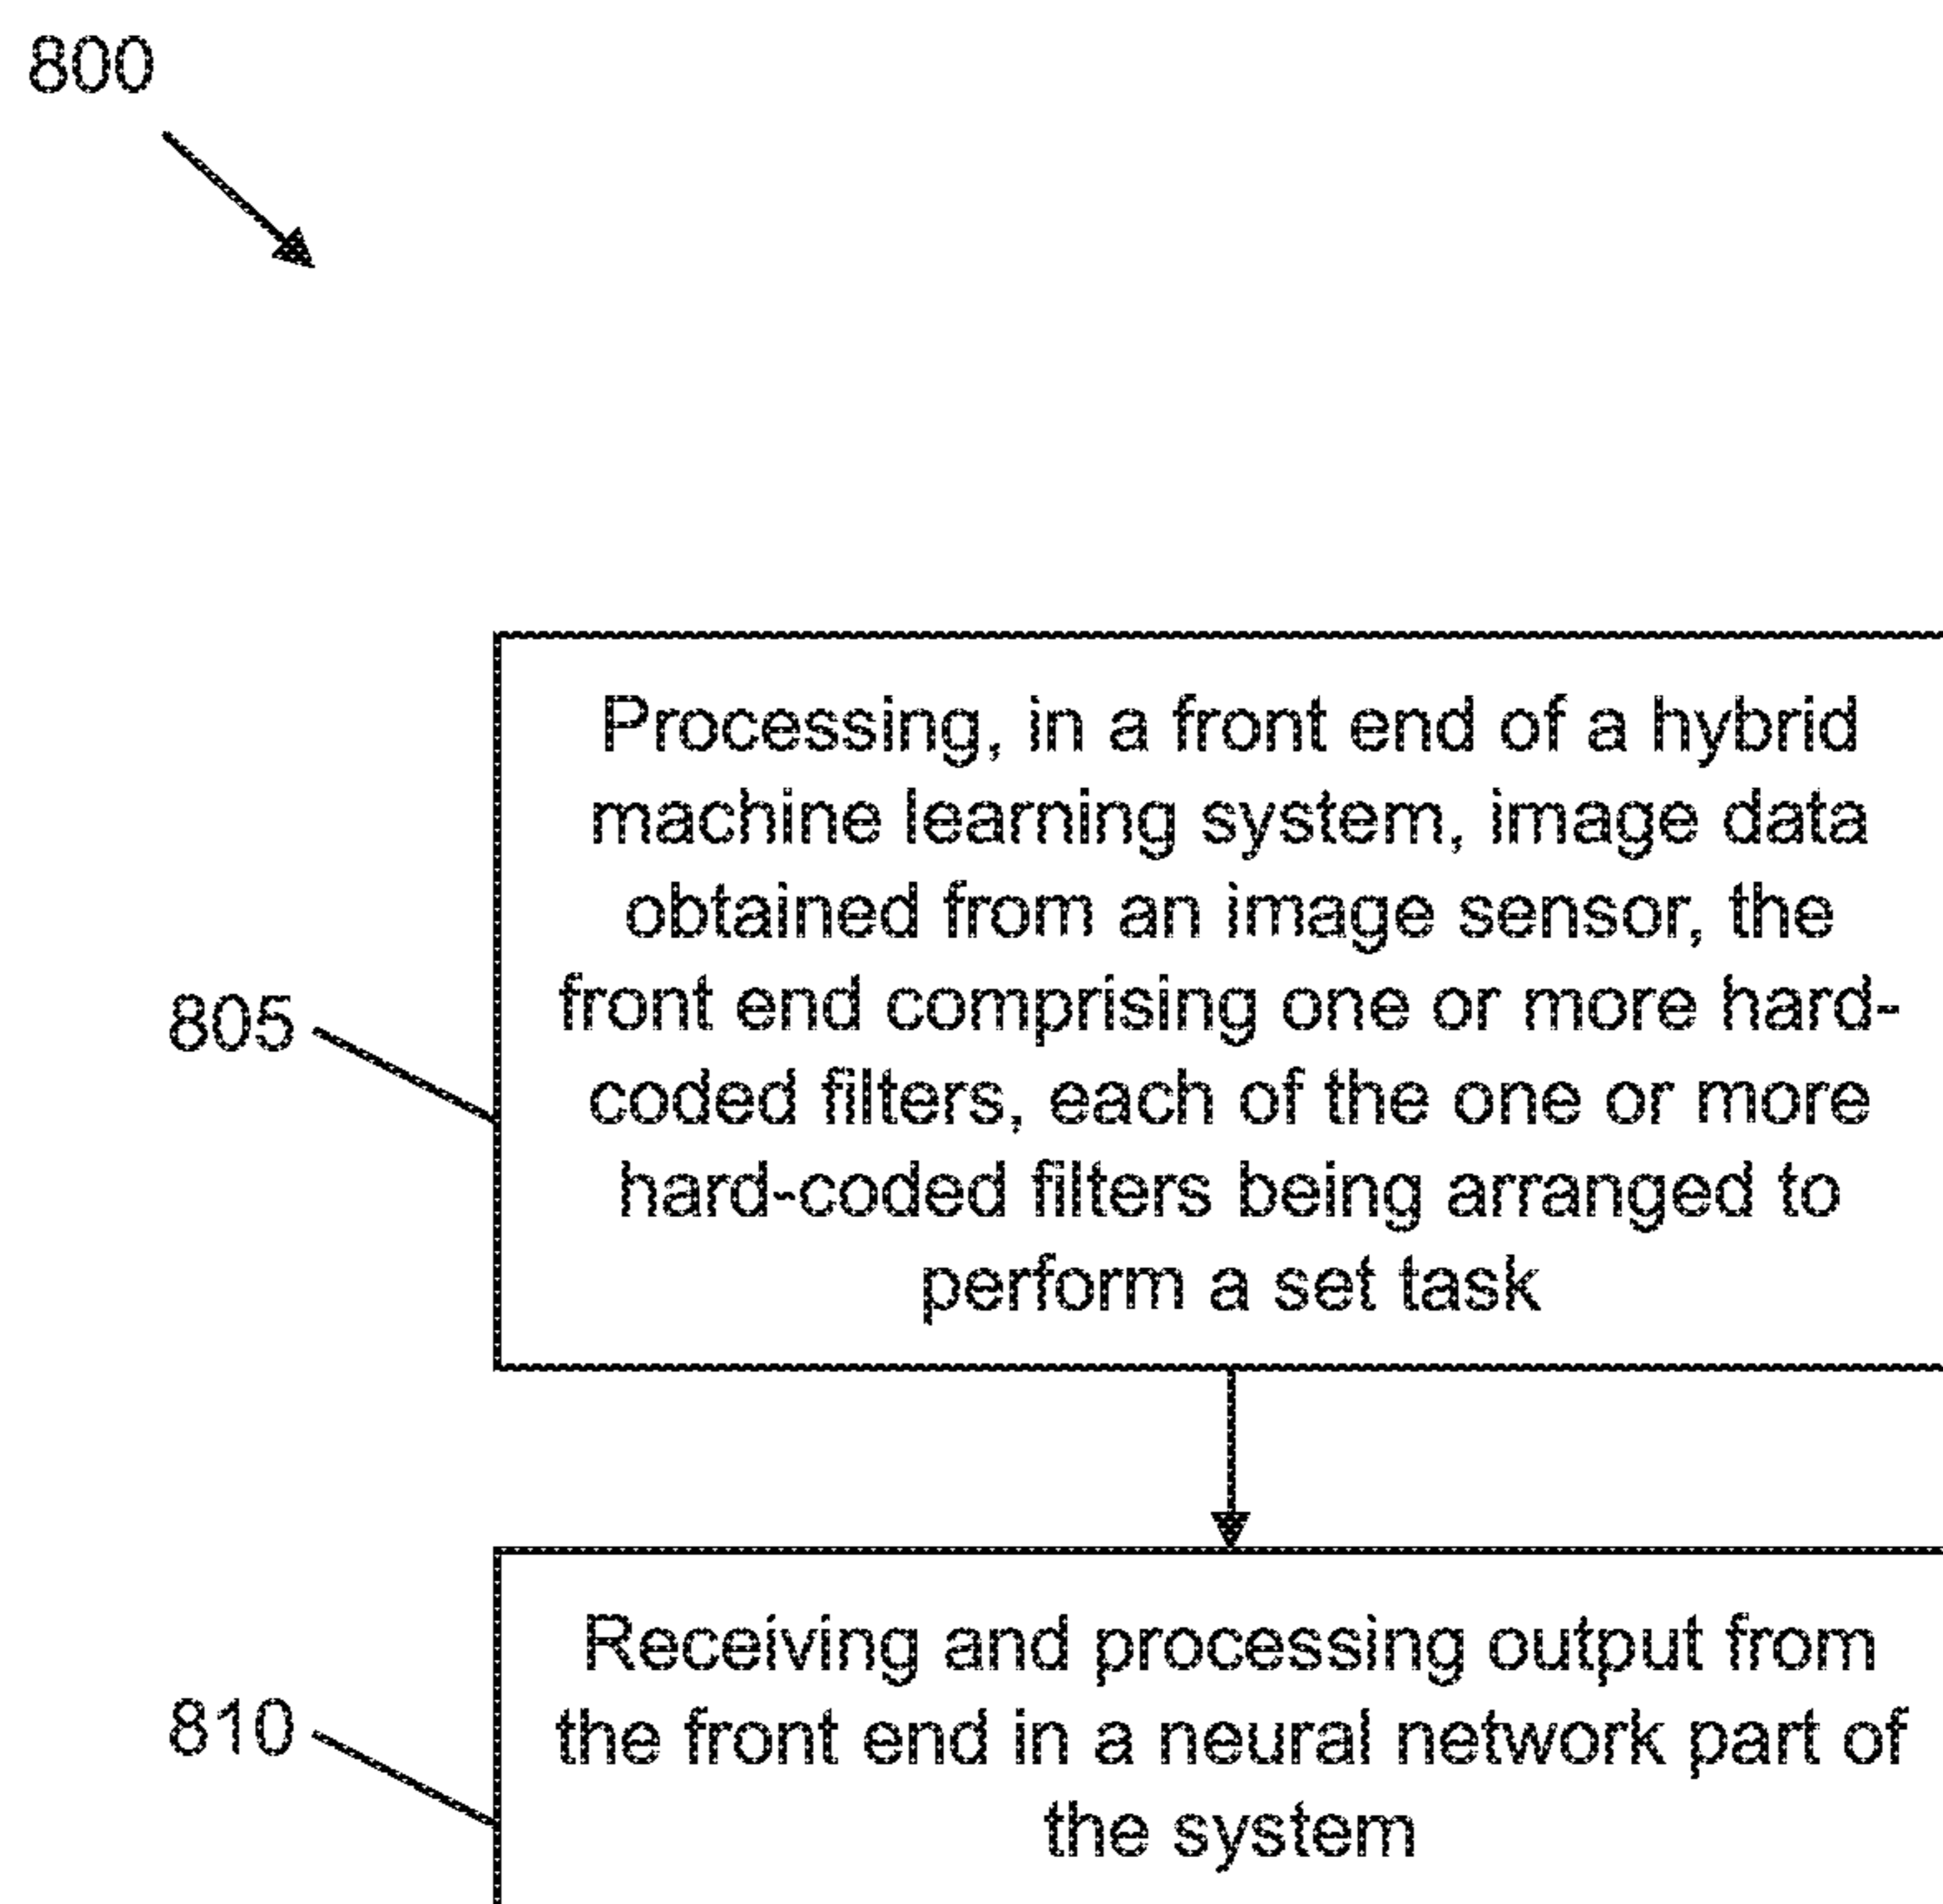 800
Processing, in a front end of a hybrid
machine learning system, image data
obtained from an image sensor, the
front end comprising one or more hard-
805
coded filters, each of the one or more
hard-coded filters being arranged to
perform a set task
Receiving and processing output from
810
the front end in a neural network part of
the system